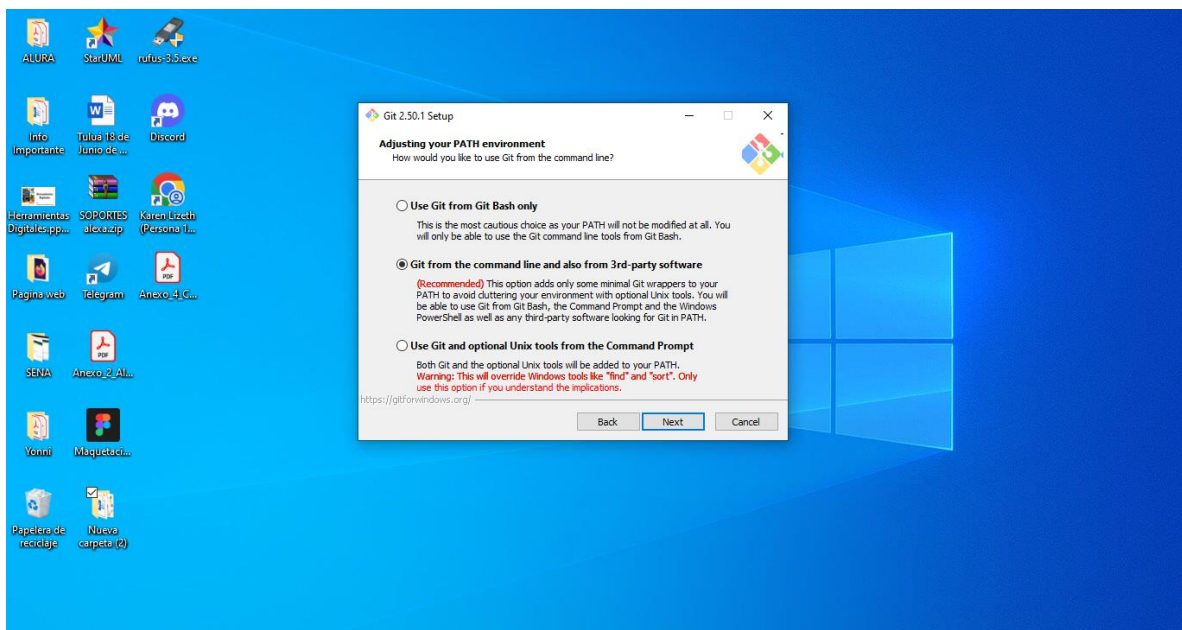 ALURA
StarUML
rufus-3.5.exe
Info
Importante
Tuluá 18 de
Junio de ...
Discord
Herramientas
Digitales.pp...
SOPORTES
alexa.zip
Karen Lizeth
(Persona 1...
Pagina web
Telegram
Anexo_4_C...
SENA
Anexo_2_Al...
Yonni
Maquetaci...
Papelera de
reciclaje
Nueva
carpeta (2)
Git 2.50.1 Setup
Adjusting your PATH environment
How would you like to use Git from the command line?
Use Git from Git Bash only
This is the most cautious choice as your PATH will not be modified at all. You
will only be able to use the Git command line tools from Git Bash.
Git from the command line and also from 3rd-party software
(Recommended) This option adds only some minimal Git wrappers to your
PATH to avoid cluttering your environment with optional Unix tools. You will
be able to use Git from Git Bash, the Command Prompt and the Windows
PowerShell as well as any third-party software looking for Git in PATH.
Use Git and optional Unix tools from the Command Prompt
Both Git and the optional Unix tools will be added to your PATH.
Warning: This will override Windows tools like "find" and "sort". Only
use this option if you understand the implications.
https://gitforwindows.org/
Back
Next
Cancel